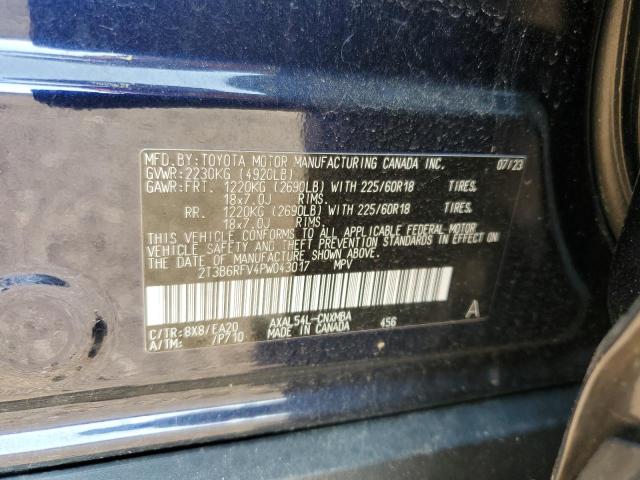 MFD.BY:TOYOTA MOTOR MANUFACTURING CANADA INC. 07/23
GVWR:2230KG (4920LB)
GAWR:FRT. 1220KG (2690LB) WITH 225/60R18 TIRES.
18x7.0J RIMS.
RR. 1220KG (2690LB) WITH 225/60R18 TIRES.
18x7.0J RIMS.
THIS VEHICLE CONFORMS TO ALL APPLICABLE FEDERAL MOTOR
VEHICLE SAFETY AND THEFT PREVENTION STANDARDS IN EFFECT
ON THE DATE OF MANUFACTURE SHOWN ABOVE.
2T3B6RFV4PW043017 MPV
C/TR:8X8/EA20 AXAL54L-CNXMBA 456 A
A/TM: /P710 MADE IN CANADA